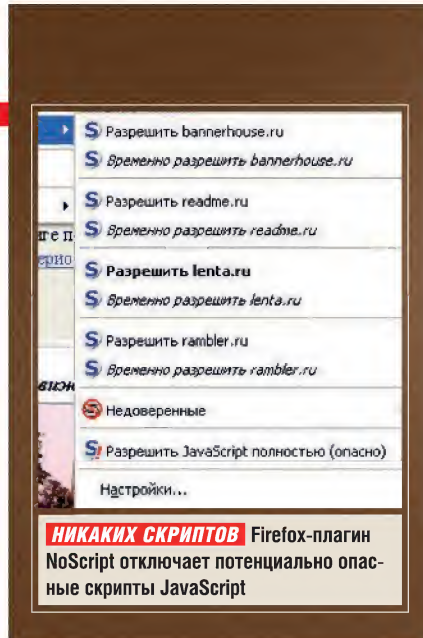 Разрешить bannerhouse.ru
Временно разрешить bannerhouse.ru
Разрешить readme.ru
Временно разрешить readme.ru
Разрешить lenta.ru
Временно разрешить lenta.ru
Разрешить rambler.ru
Временно разрешить rambler.ru
Недоверенные
Разрешить JavaScript полностью (опасно)
Настройки...
НИКАКИХ СКРИПТОВ Firefox-плагин
NoScript отключает потенциально опас-
ные скрипты JavaScript